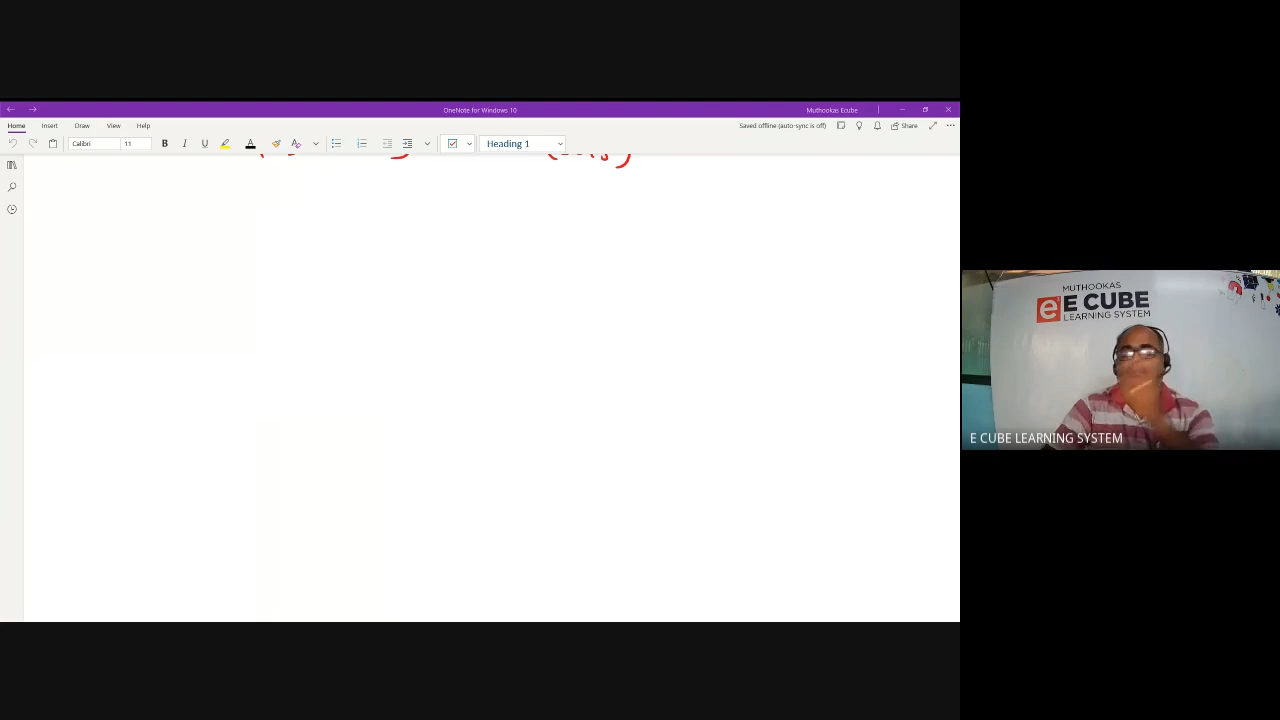 OneNote for Windows 10
Muthookas Ecube
Home Insert Draw View Help
Saved offline (auto-sync is off)
Share
Calibri 11 B I U A Heading 1
MUTHOOKAS
e E CUBE
LEARNING SYSTEM
E CUBE LEARNING SYSTEM